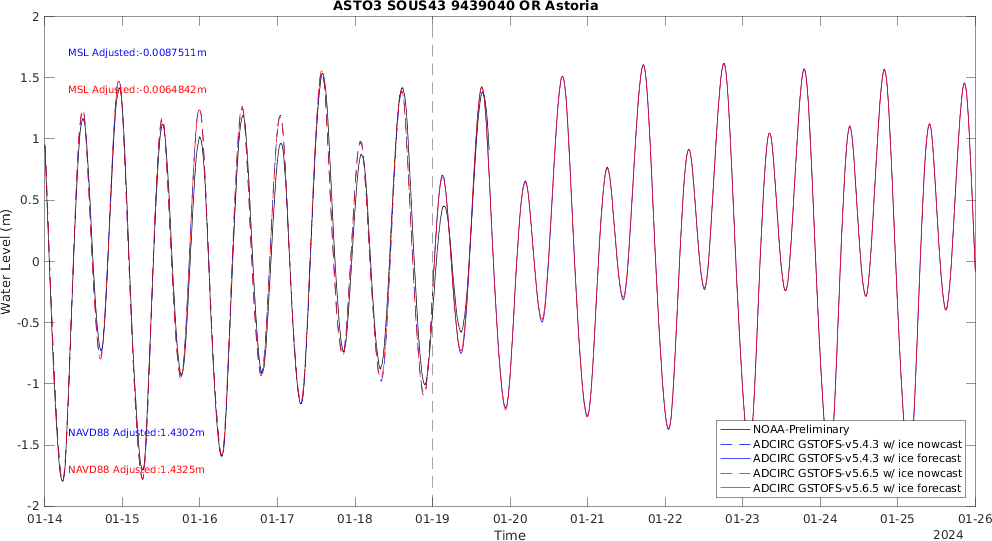 ASTO3 SOUS43 9439040 OR Astoria
2
1.5
1
0.5
0
-0.5
-1
-1.5
-2
Water Level (m)
MSL Adjusted:-0.0087511m
MSL Adjusted:-0.0064842m
NAVD88 Adjusted:1.4302m
NAVD88 Adjusted:1.4325m
NOAA-Preliminary
ADCIRC GSTOFS-v5.4.3 w/ ice nowcast
ADCIRC GSTOFS-v5.4.3 w/ ice forecast
ADCIRC GSTOFS-v5.6.5 w/ ice nowcast
ADCIRC GSTOFS-v5.6.5 w/ ice forecast
01-14 01-15 01-16 01-17 01-18 01-19 01-20 01-21 01-22 01-23 01-24 01-25 01-26
Time
2024